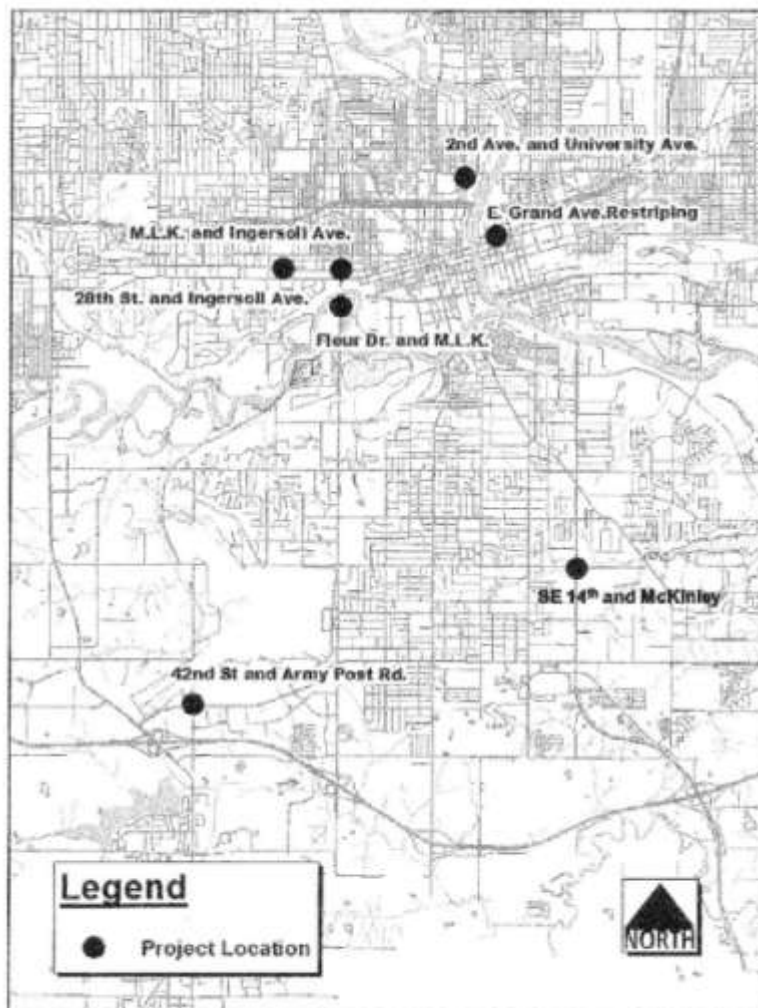 2nd Ave. and University Ave.
E. Grand Ave.Restriping
M.L.K. and Ingersoll Ave.
28th St. and Ingersoll Ave.
Fleur Dr. and M.L.K.
SE 14th and McKinley
42nd St and Army Post Rd.
Legend
Project Location
NORTH